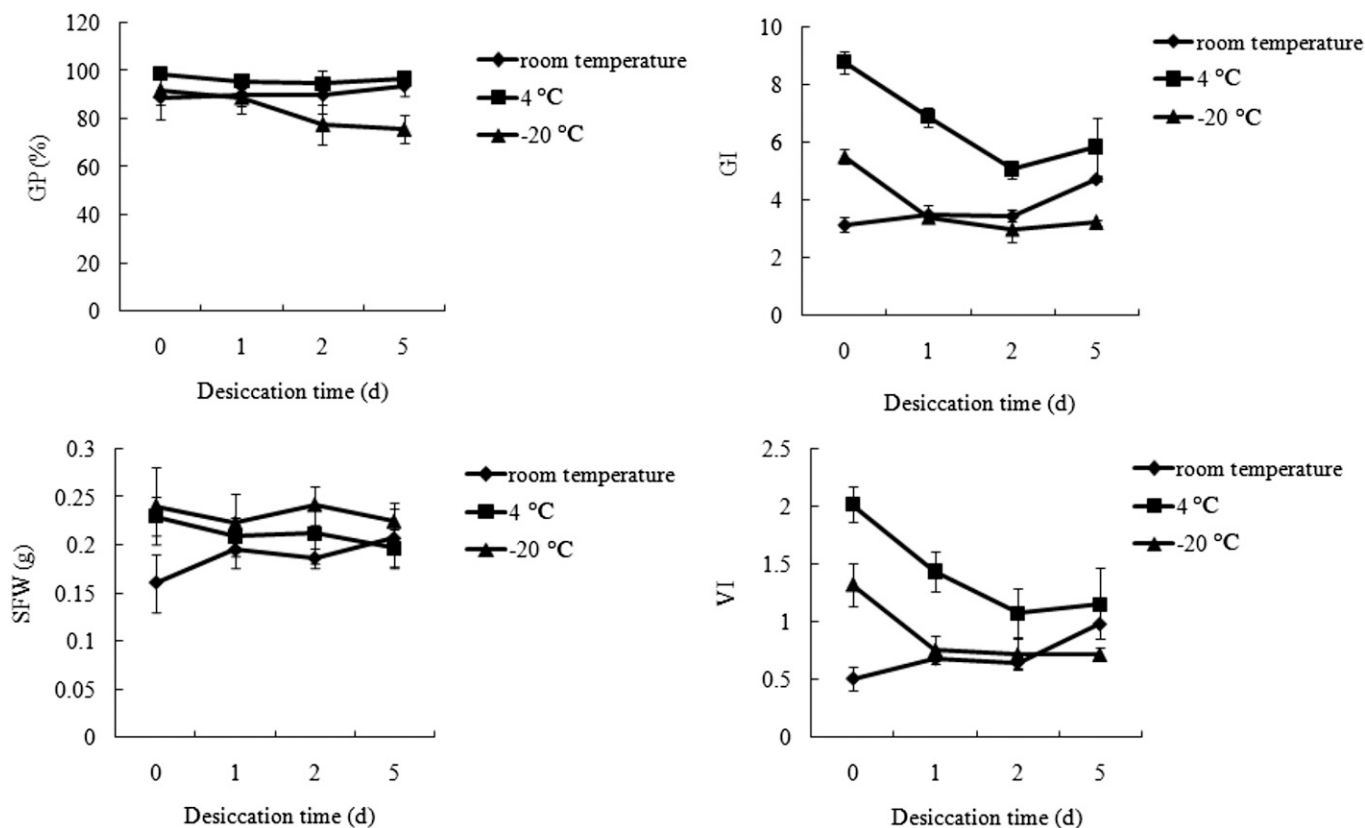 120
100
80
60
40
20
0
GP (%)
0 1 2 5
Desiccation time (d)
room temperature
4 °C
-20 °C
10
8
6
4
2
0
GI
0 1 2 5
Desiccation time (d)
room temperature
4 °C
-20 °C
0.3
0.25
0.2
0.15
0.1
0.05
0
SFW (g)
0 1 2 5
Desiccation time (d)
room temperature
4 °C
-20 °C
2.5
2
1.5
1
0.5
0
VI
0 1 2 5
Desiccation time (d)
room temperature
4 °C
-20 °C